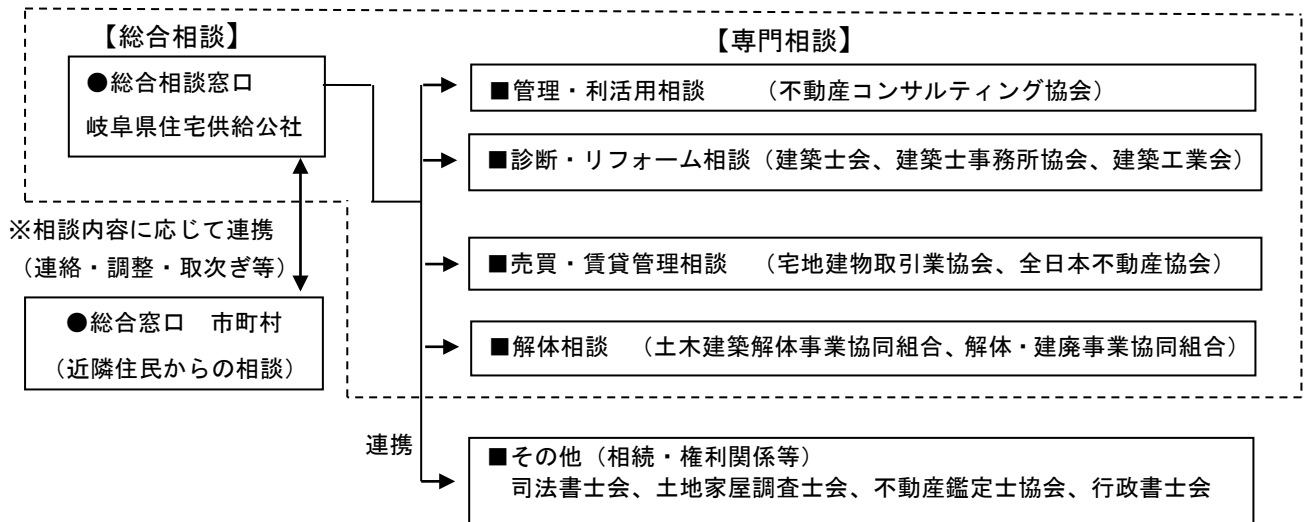 【総合相談】
●総合相談窓口
岐阜県住宅供給公社
※相談内容に応じて連携
（連絡・調整・取次ぎ等）
●総合窓口　市町村
（近隣住民からの相談）
【専門相談】
■管理・利活用相談　　（不動産コンサルティング協会）
■診断・リフォーム相談（建築士会、建築士事務所協会、建築工業会）
■売買・賃貸管理相談　（宅地建物取引業協会、全日本不動産協会）
■解体相談　（土木建築解体事業協同組合、解体・建廃事業協同組合）
連携
■その他（相続・権利関係等）
司法書士会、土地家屋調査士会、不動産鑑定士協会、行政書士会